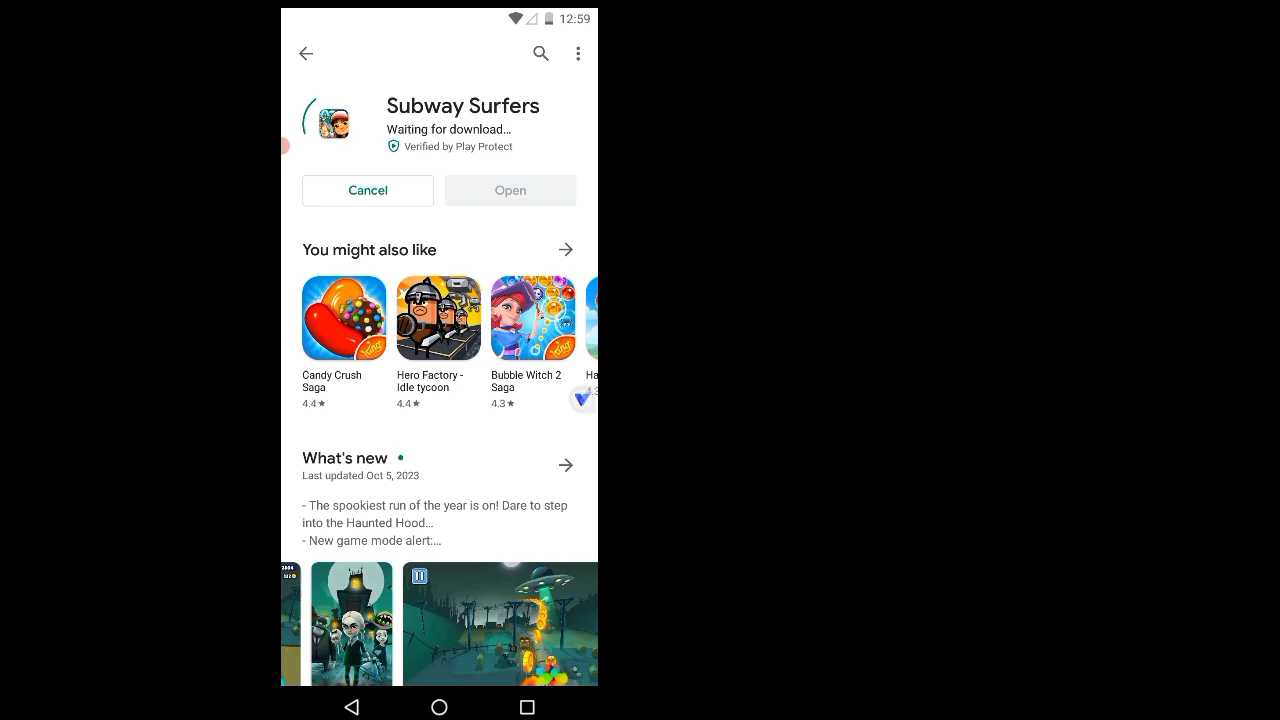 12:59
Subway Surfers
Waiting for download...
Verified by Play Protect
Cancel
Open
You might also like
King
King
Candy Crush
Saga
4.4★
Hero Factory -
Idle tycoon
4.4★
Bubble Witch 2
Saga
4.3★
Ha
What's new
Last updated Oct 5, 2023
- The spookiest run of the year is on! Dare to step
into the Haunted Hood...
- New game mode alert:...